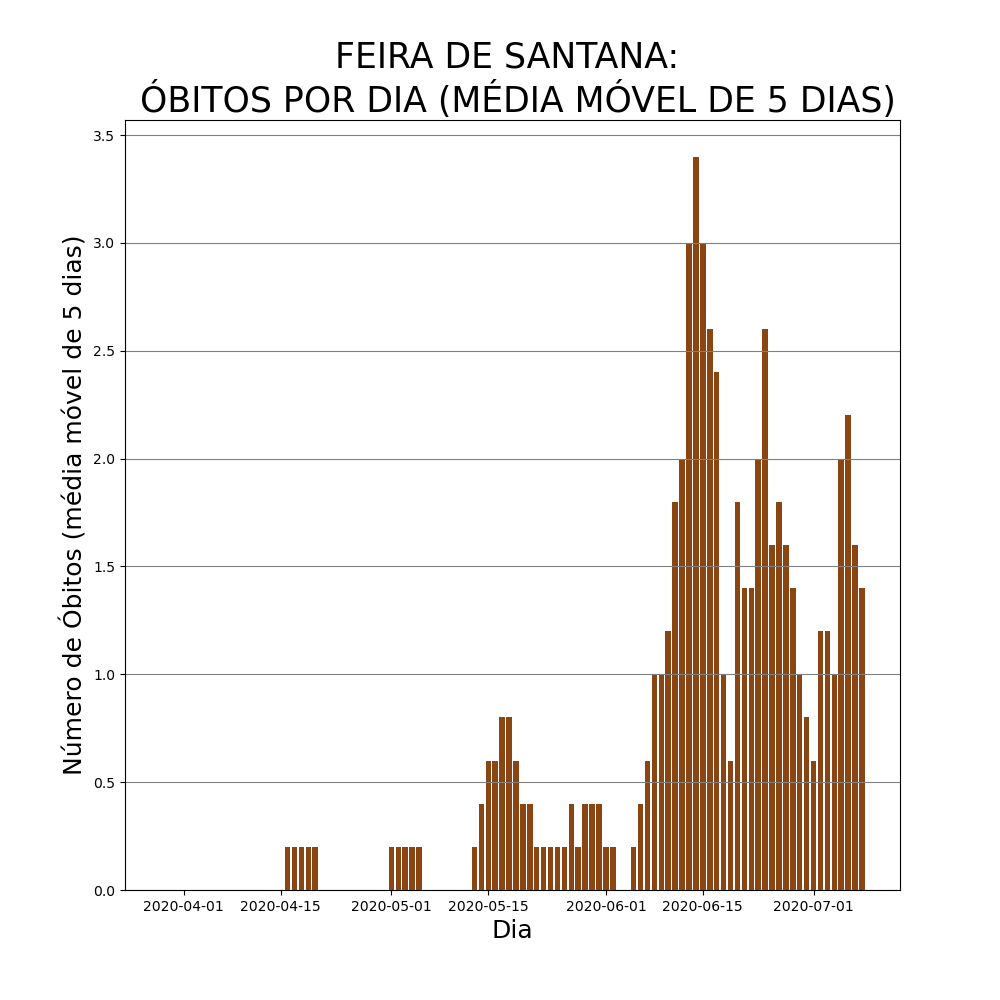 FEIRA DE SANTANA:
ÓBITOS POR DIA (MÉDIA MÓVEL DE 5 DIAS)
Número de Óbitos (média móvel de 5 dias)
3.5
3.0
2.5
2.0
1.5
1.0
0.5
0.0
2020-04-01 2020-04-15 2020-05-01 2020-05-15 2020-06-01 2020-06-15 2020-07-01
Dia